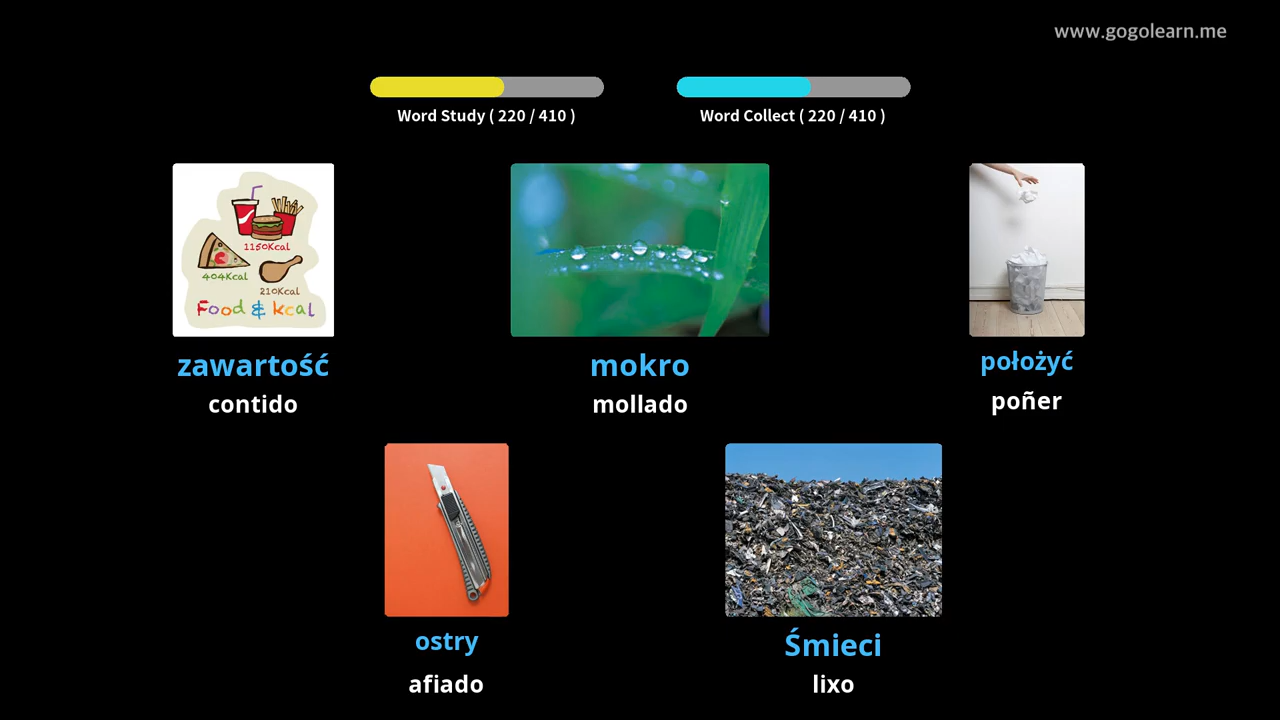 www.gogolearn.me
Word Study ( 220 / 410 )
Word Collect ( 220 / 410 )
1150Kcal
404Kcal
210Kcal
Food & kcal
zawartość
contido
mokro
mollado
położyć
poñer
ostry
afiado
Śmieci
lixo